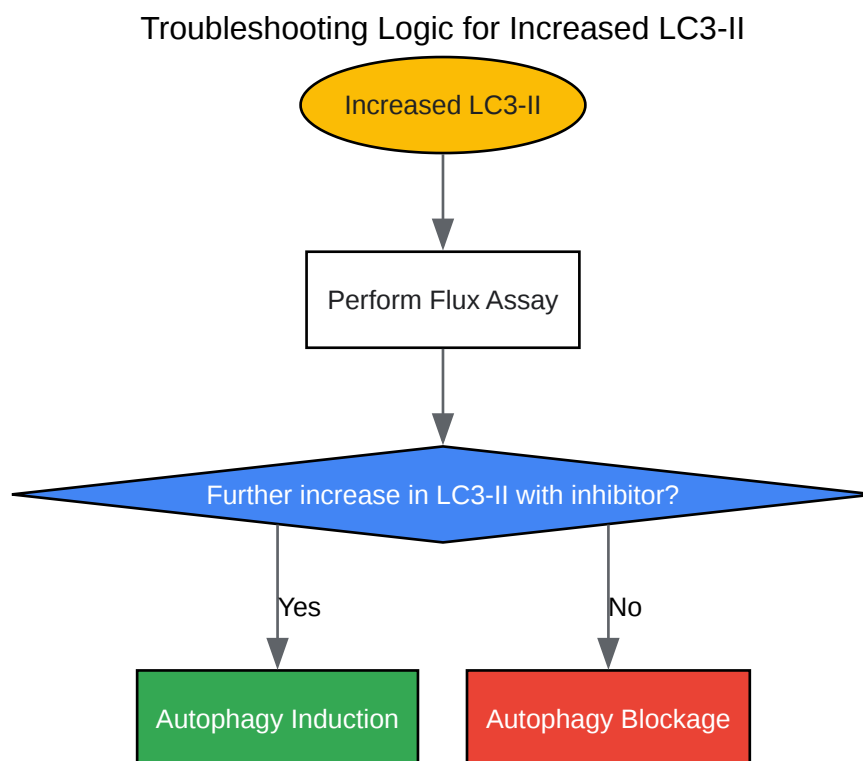 Troubleshooting Logic for Increased LC3-II
Increased LC3-II
Perform Flux Assay
Further increase in LC3-II with inhibitor?
Yes
No
Autophagy Induction
Autophagy Blockage